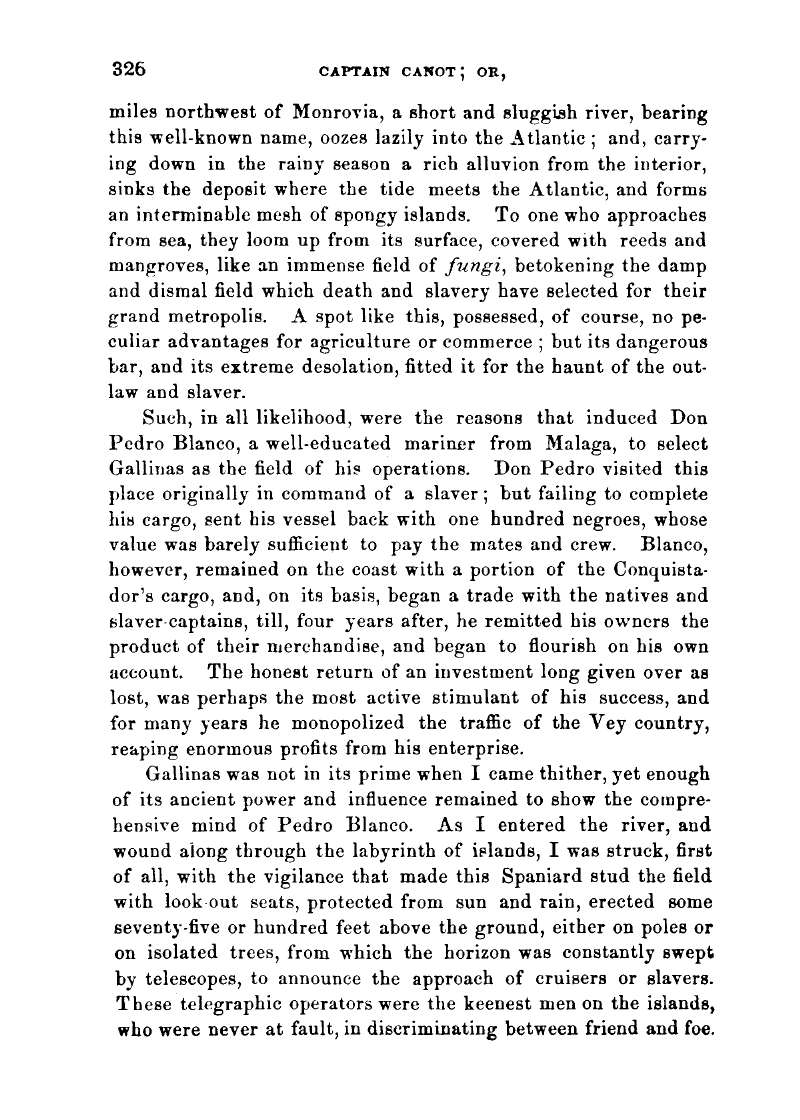 326 CAPTAIN CANOT; OR,
miles northwest of Monrovia, a short and sluggish river, bearing
this well-known name, oozes lazily into the Atlantic ; and, carry-
ing down in the rainy season a rich alluvion from the interior,
sinks the deposit where the tide meets the Atlantic, and forms
an interminable mesh of spongy islands. To one who approaches
from sea, they loom up from its surface, covered with reeds and
mangroves, like an immense field of fungi, betokening the damp
and dismal field which death and slavery have selected for their
grand metropolis. A spot like this, possessed, of course, no pe-
culiar advantages for agriculture or commerce ; but its dangerous
bar, and its extreme desolation, fitted it for the haunt of the out-
law and slaver.
Such, in all likelihood, were the reasons that induced Don
Pedro Blanco, a well-educated mariner from Malaga, to select
Gallinas as the field of his operations. Don Pedro visited this
place originally in command of a slaver ; but failing to complete
his cargo, sent his vessel back with one hundred negroes, whose
value was barely sufficient to pay the mates and crew. Blanco,
however, remained on the coast with a portion of the Conquista-
dor's cargo, and, on its basis, began a trade with the natives and
slaver-captains, till, four years after, he remitted his owners the
product of their merchandise, and began to flourish on his own
account. The honest return of an investment long given over as
lost, was perhaps the most active stimulant of his success, and
for many years he monopolized the traffic of the Vey country,
reaping enormous profits from his enterprise.
Gallinas was not in its prime when I came thither, yet enough
of its ancient power and influence remained to show the compre-
hensive mind of Pedro Blanco. As I entered the river, and
wound along through the labyrinth of islands, I was struck, first
of all, with the vigilance that made this Spaniard stud the field
with look-out seats, protected from sun and rain, erected some
seventy-five or hundred feet above the ground, either on poles or
on isolated trees, from which the horizon was constantly swept
by telescopes, to announce the approach of cruisers or slavers.
These telegraphic operators were the keenest men on the islands,
who were never at fault, in discriminating between friend and foe.